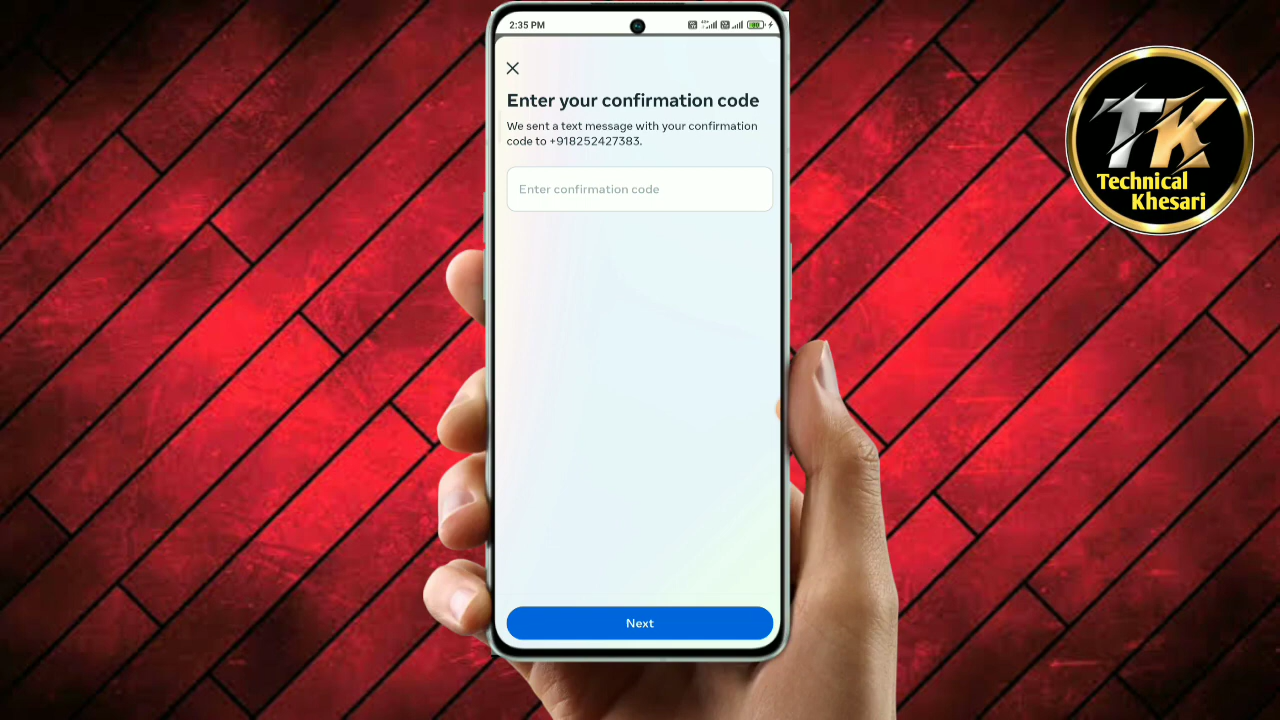 2:35 PM
Enter your confirmation code
We sent a text message with your confirmation
code to +918252427383.
Enter confirmation code
Next
TK
Technical
Khesari